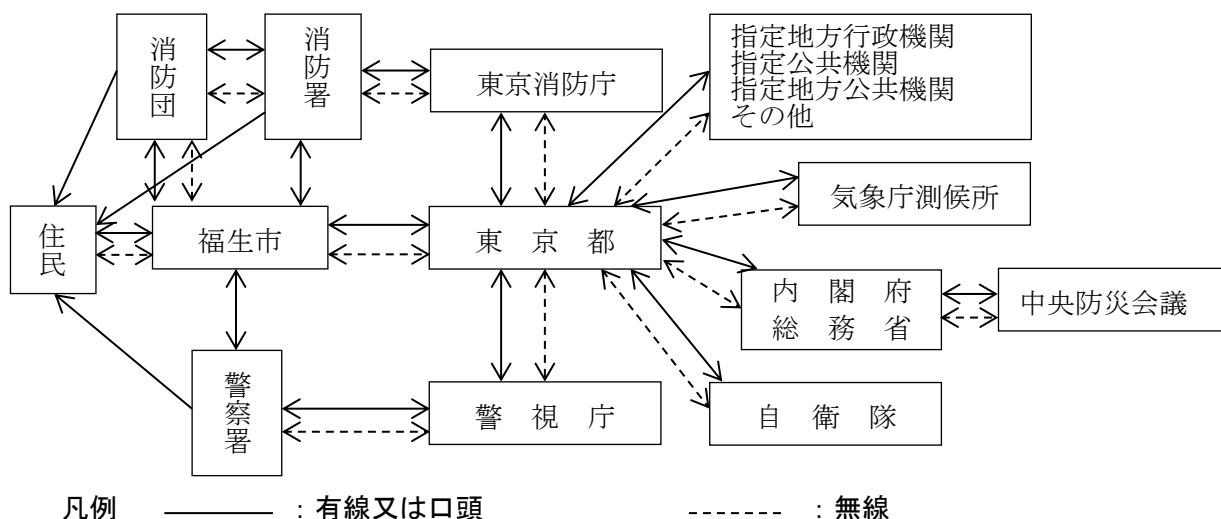 消防団
消防署
東京消防庁
指定地方行政機関
指定公共機関
指定地方公共機関
その他
気象庁測候所
住民
福生市
東京都
内閣府
総務省
中央防災会議
警察署
警視庁
自衛隊
凡例 ：有線又は口頭 ：無線